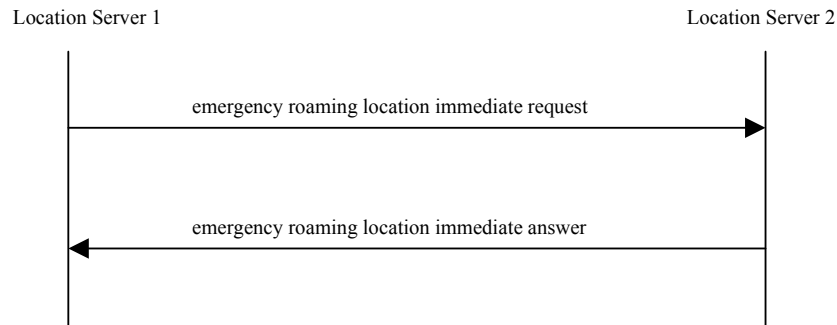 Location Server 1
Location Server 2
emergency roaming location immediate request
emergency roaming location immediate answer